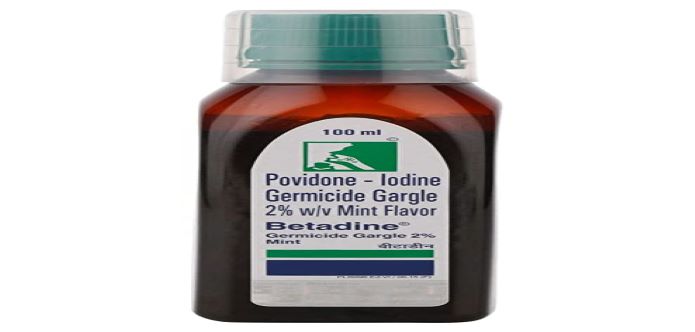 100 ml
©
Povidone - Iodine
Germicide Gargle
2% w/v Mint Flavor
Betadine®
Germicide Gargle 2%
Mint
बीटाडीन